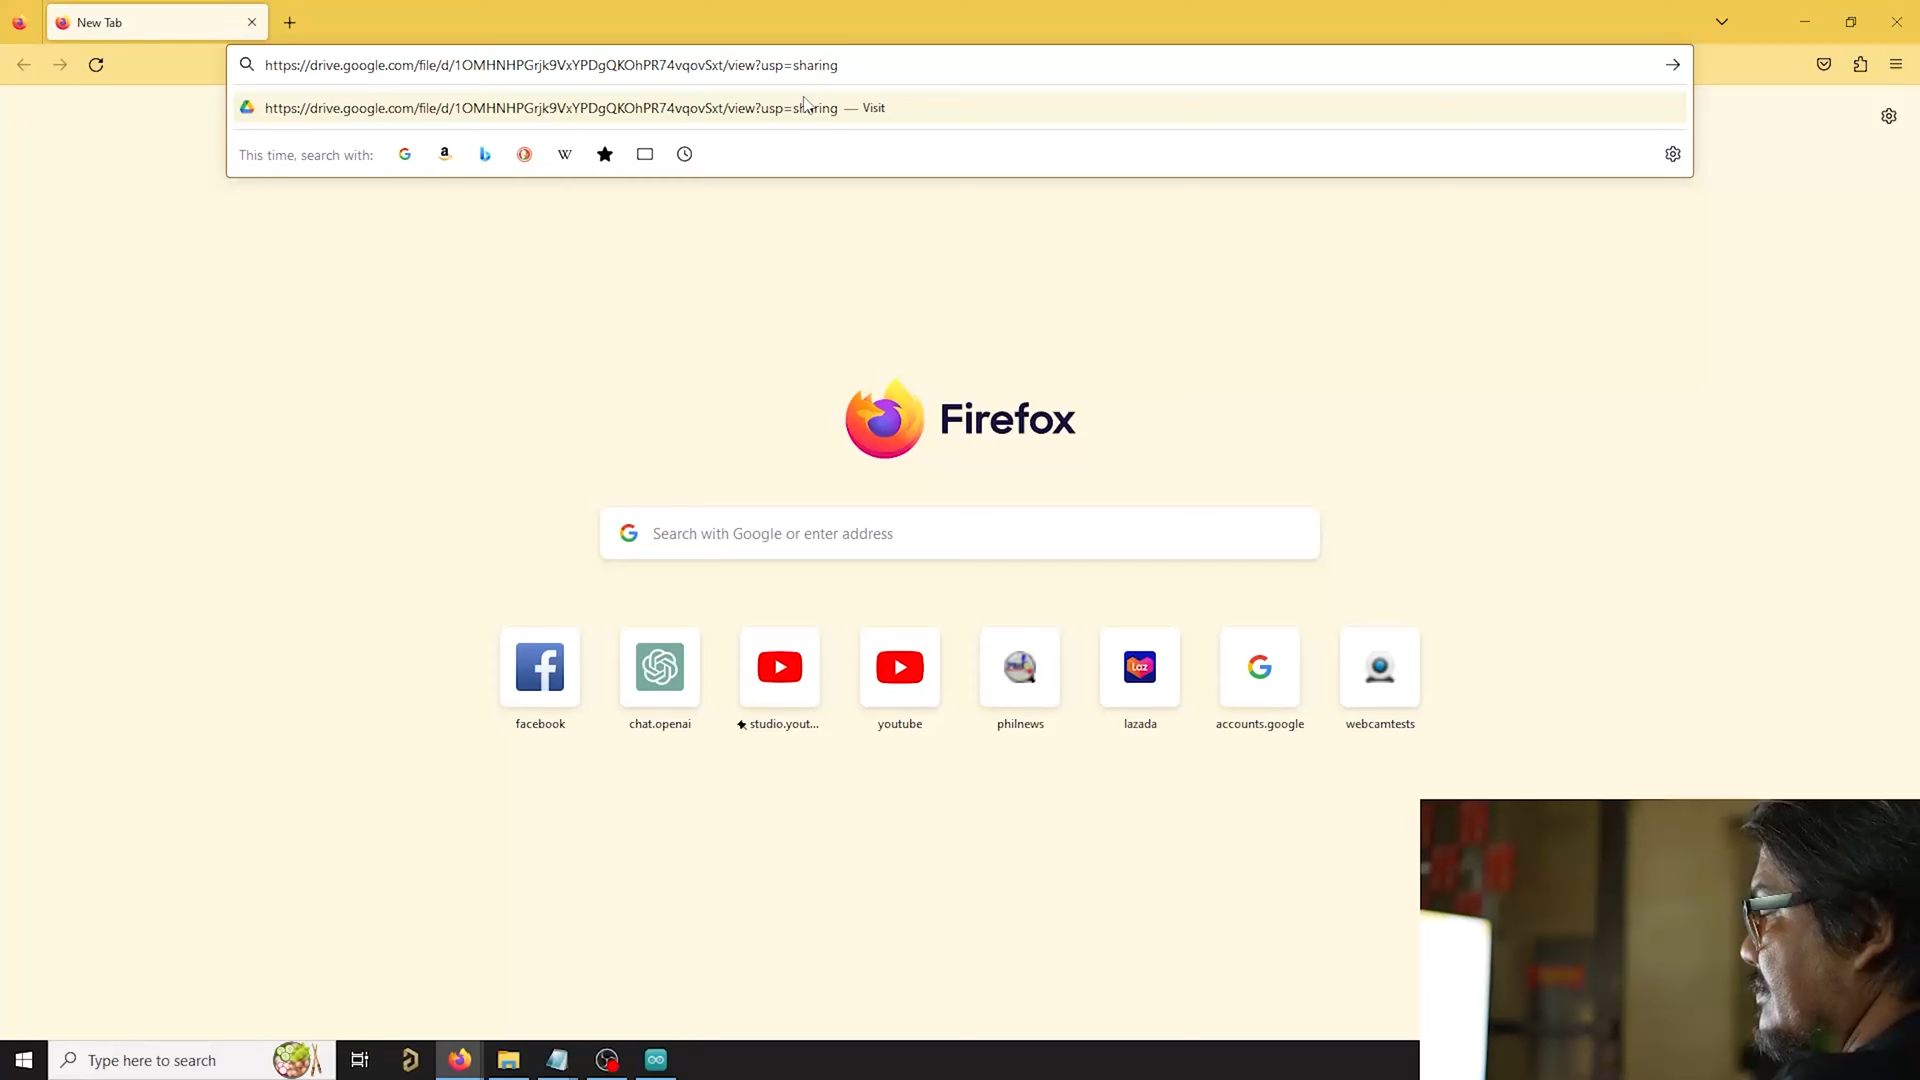 New Tab
https://drive.google.com/file/d/1OMHNHPGrjk9VxYPDgQKOhPR74vqovSxt/view?usp=sharing
https://drive.google.com/file/d/1OMHNHPGrjk9VxYPDgQKOhPR74vqovSxt/view?usp=sharing — Visit
This time, search with:
Firefox
Search with Google or enter address
Laz
facebook chat.openai studio.yout... youtube philnews lazada accounts.google webcamtests
Type here to search